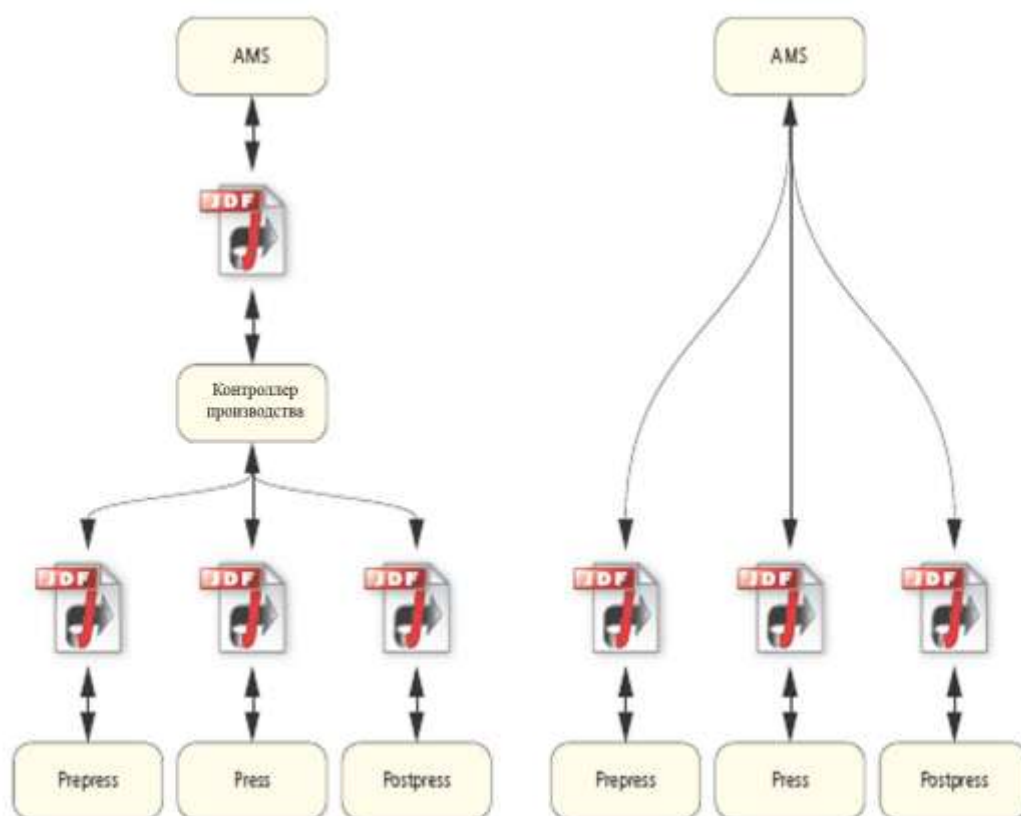 AMS
AMS
JDF
Контроллер
производства
JDF
JDF
JDF
JDF
JDF
JDF
Prepress
Press
Postpress
Prepress
Press
Postpress